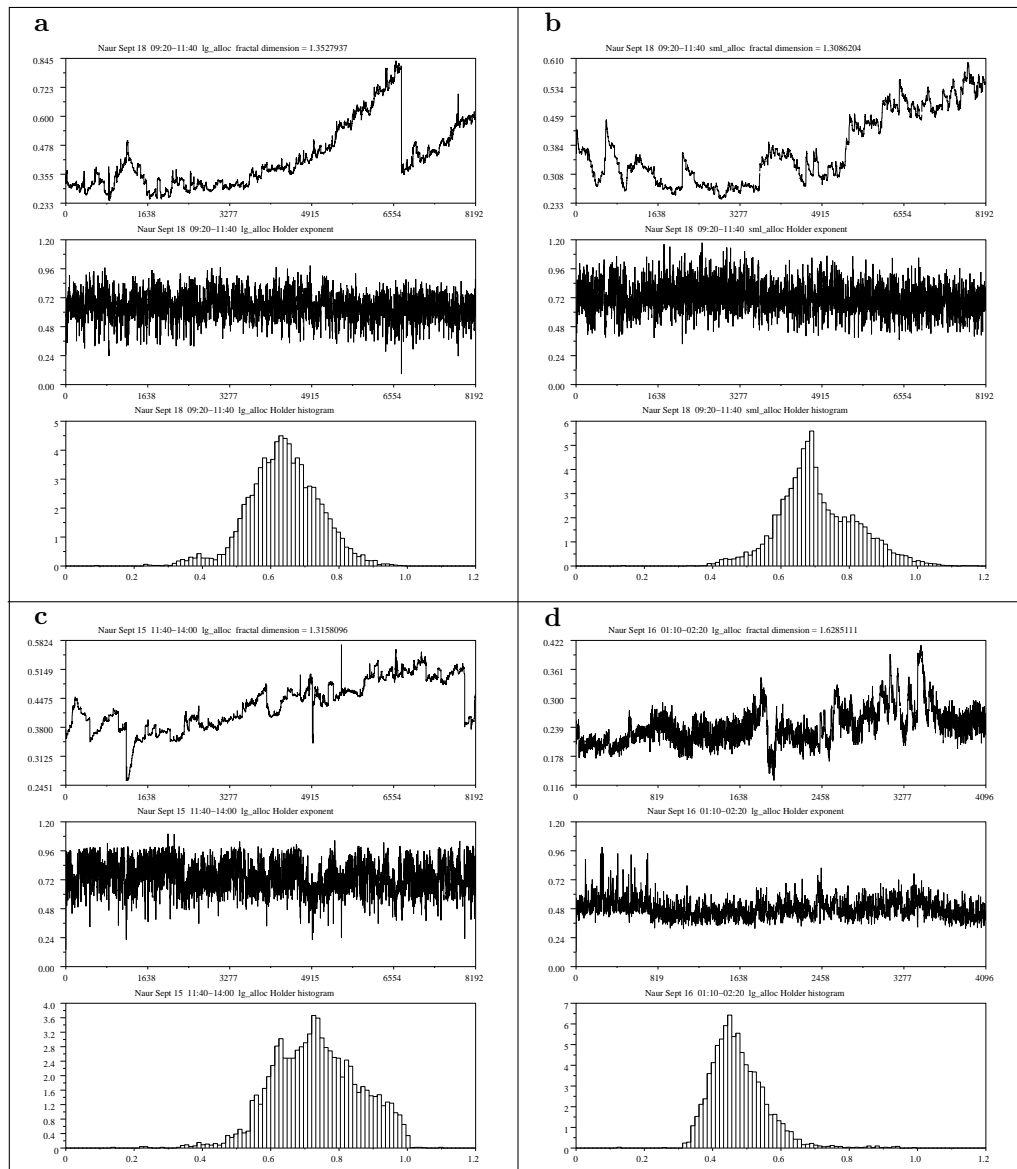 a
Naur Sept 18 09:20−11:40 lg_alloc fractal dimension = 1.3527937
0.845
0.723
0.600
0.478
0.355
0.233
0 1638 3277 4915 6554 8192
Naur Sept 18 09:20−11:40 lg_alloc Holder exponent
1.20
0.96
0.72
0.48
0.24
0.00
0 1638 3277 4915 6554 8192
Naur Sept 18 09:20−11:40 lg_alloc Holder histogram
5
4
3
2
1
0
0 0.2 0.4 0.6 0.8 1.0 1.2
b
Naur Sept 18 09:20−11:40 sml_alloc fractal dimension = 1.3086204
0.610
0.534
0.459
0.384
0.308
0.233
0 1638 3277 4915 6554 8192
Naur Sept 18 09:20−11:40 sml_alloc Holder exponent
1.20
0.96
0.72
0.48
0.24
0.00
0 1638 3277 4915 6554 8192
Naur Sept 18 09:20−11:40 sml_alloc Holder histogram
6
5
4
3
2
1
0
0 0.2 0.4 0.6 0.8 1.0 1.2
c
Naur Sept 15 11:40−14:00 lg_alloc fractal dimension = 1.3158096
0.5824
0.5149
0.4475
0.3800
0.3125
0.2451
0 1638 3277 4915 6554 8192
Naur Sept 15 11:40−14:00 lg_alloc Holder exponent
1.20
0.96
0.72
0.48
0.24
0.00
0 1638 3277 4915 6554 8192
Naur Sept 15 11:40−14:00 lg_alloc Holder histogram
4.0
3.6
3.2
2.8
2.4
2.0
1.6
1.2
0.8
0.4
0
0 0.2 0.4 0.6 0.8 1.0 1.2
d
Naur Sept 16 01:10−02:20 lg_alloc fractal dimension = 1.6285111
0.422
0.361
0.300
0.239
0.178
0.116
0 819 1638 2458 3277 4096
Naur Sept 16 01:10−02:20 lg_alloc Holder exponent
1.20
0.96
0.72
0.48
0.24
0.00
0 819 1638 2458 3277 4096
Naur Sept 16 01:10−02:20 lg_alloc Holder histogram
7
6
5
4
3
2
1
0
0 0.2 0.4 0.6 0.8 1.0 1.2